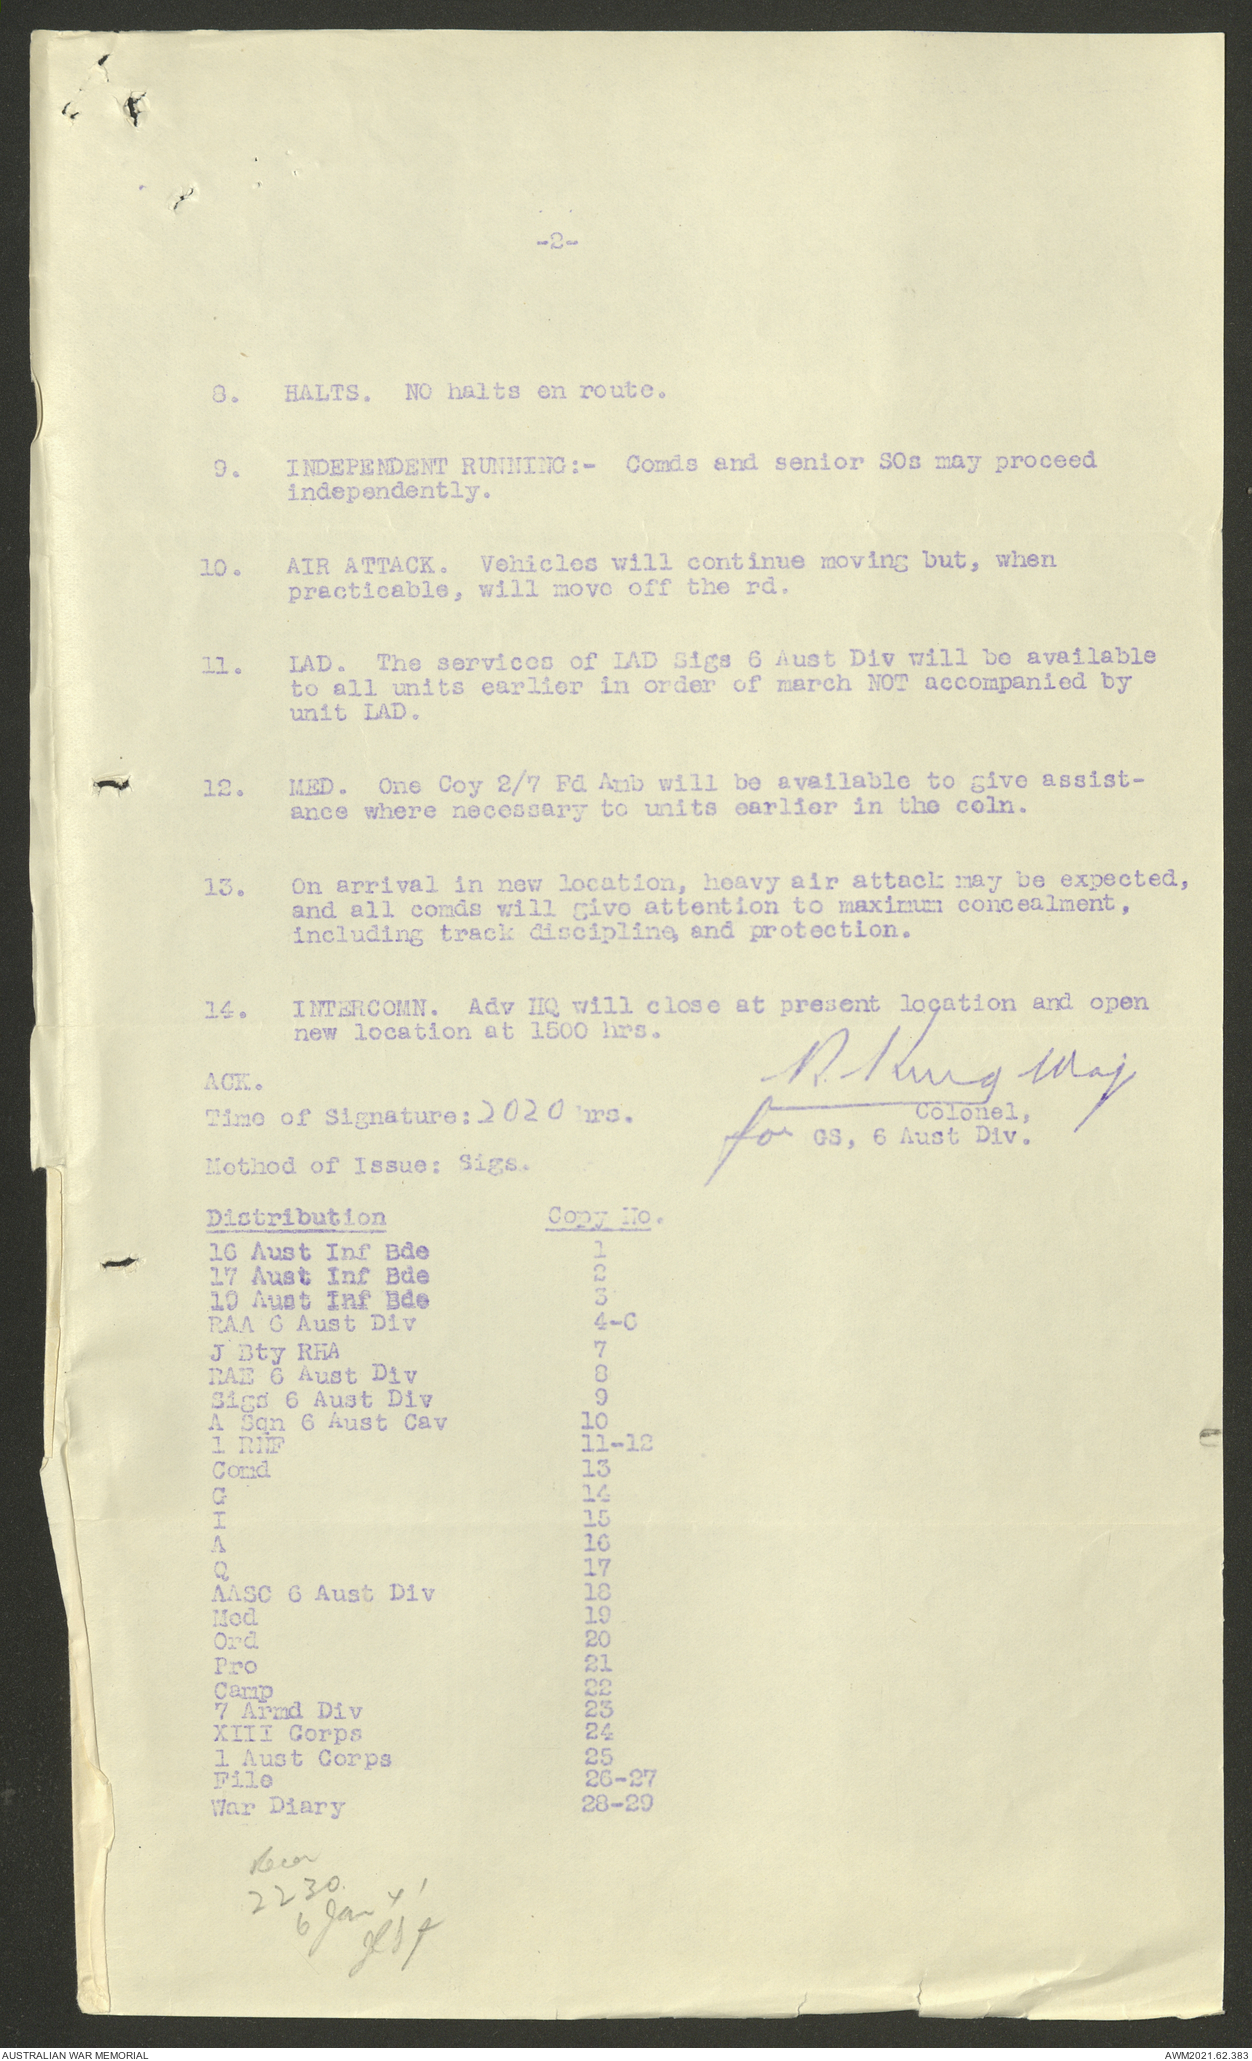 -2-
8. HALTS. NO halts en route.
9. INDEPENDENT RUNNING:- Comds and senior SOs may proceed
independently.
10. AIR ATTACK. Vehicles will continue moving but, when
practicable, will move off the rd.
11. LAD. The services of LAD Sigs 6 Aust Div will be available
to all units earlier in order of march NOT accompanied by
unit LAD.
12. MED. One Coy 2/7 Fd Amb will be available to give assist-
ance where necessary to units earlier in the coln.
13. On arrival in new location, heavy air attack may be expected,
and all comds will give attention to maximum concealment,
including track discipline, and protection.
14. INTERCOMN. Adv HQ will close at present location and open
new location at 1500 hrs.
R. King Maj
ACK.
Colonel,
Time of Signature: 2020 hrs.
for GS, 6 Aust Div.
Method of Issue: Sigs.
Distribution Copy No.
16 Aust Inf Bde 1
17 Aust Inf Bde 2
19 Aust Inf Bde 3
RAA 6 Aust Div 4-6
J Bty RHA 7
RAE 6 Aust Div 8
Sigs 6 Aust Div 9
A Sqn 6 Aust Cav 10
1 RNF 11-12
Comd 13
G 14
I 15
A 16
Q 17
AASC 6 Aust Div 18
Med 19
Ord 20
Pro 21
Camp 22
7 Armd Div 23
XIII Corps 24
1 Aust Corps 25
File 26-27
War Diary 28-29
2230
6 Jan 41
AUSTRALIAN WAR MEMORIAL
AWM2021.62.383